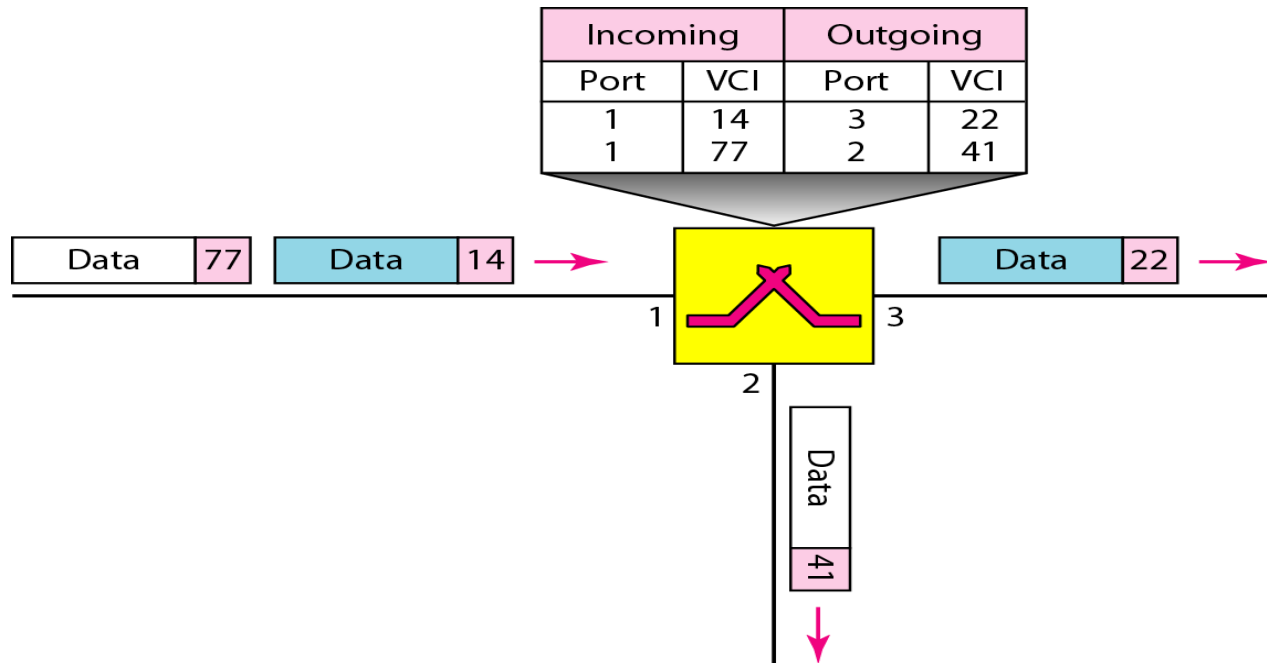 Incoming Outgoing
Port VCI Port VCI
1 14 3 22
1 77 2 41
Data 77 Data 14 Data 22
1 3
2
Data 41